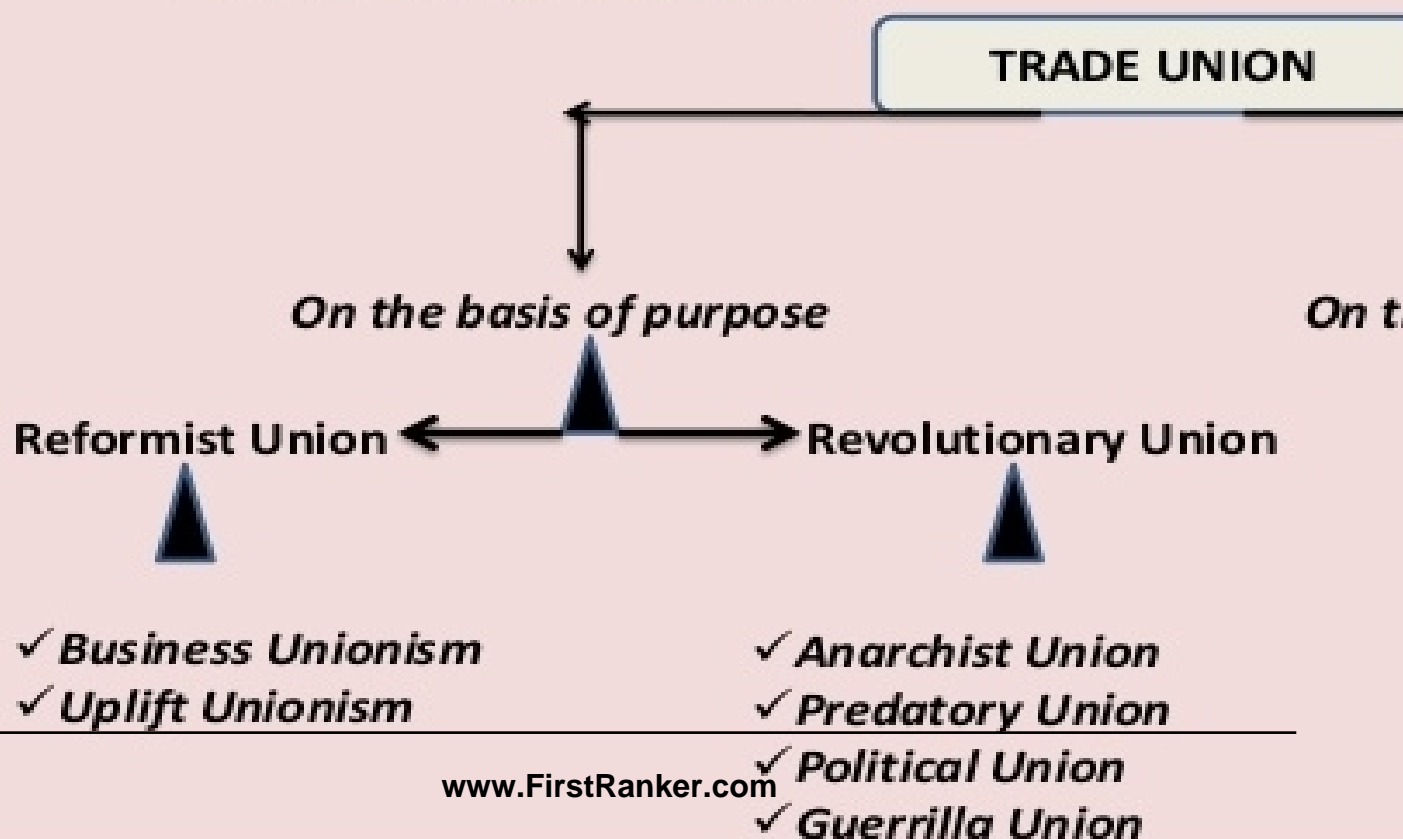 TRADE UNION
On the basis of purpose
On
Reformist Union
Revolutionary Union
✓ Business Unionism
✓ Uplift Unionism
✓ Anarchist Union
✓ Predatory Union
✓ Political Union
✓ Guerrilla Union
www.FirstRanker.com